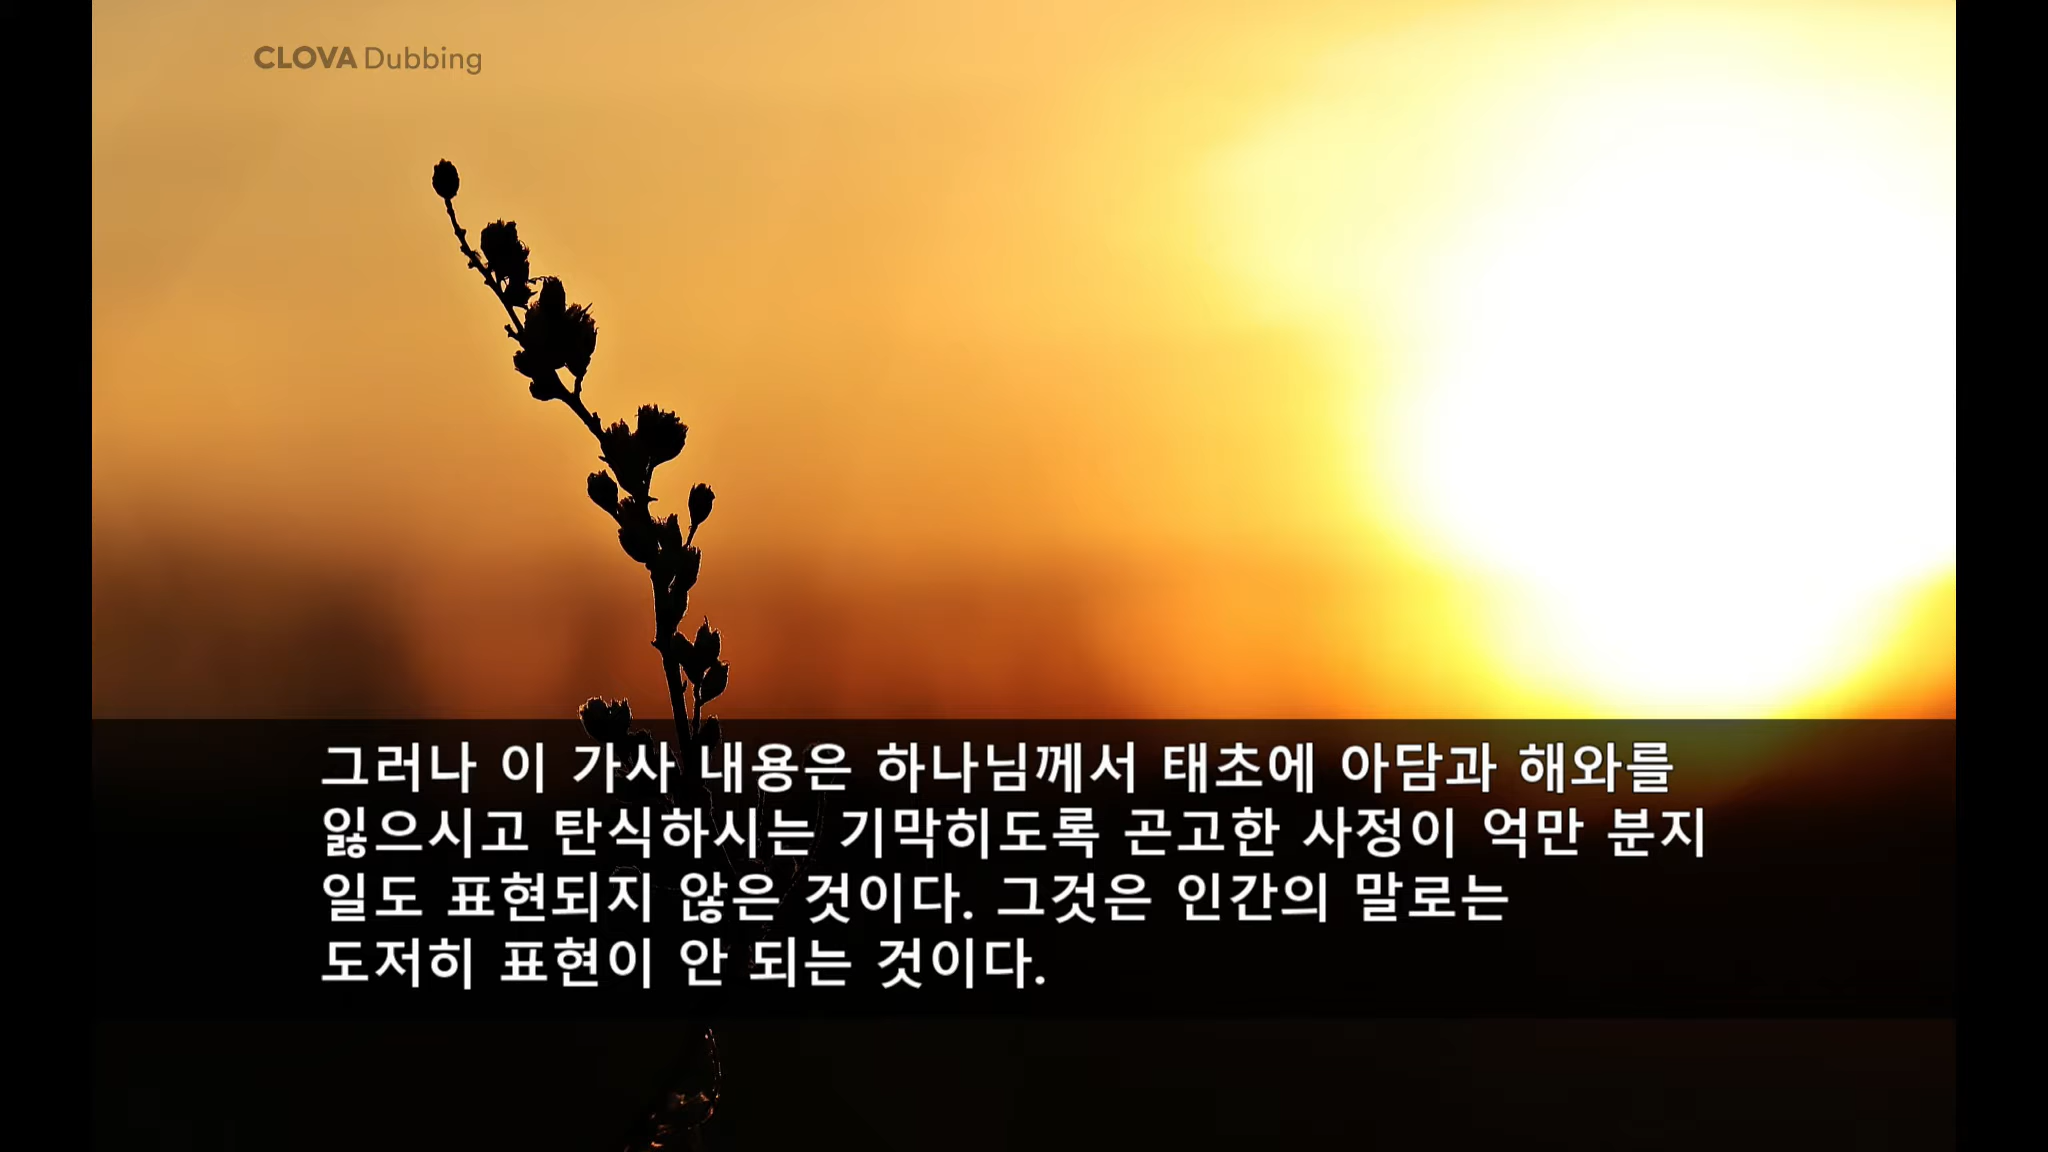 CLOVA Dubbing
그러나 이 가사 내용은 하나님께서 태초에 아담과 해와를
잃으시고 탄식하시는 기막히도록 곤고한 사정이 억만 분지
일도 표현되지 않은 것이다. 그것은 인간의 말로는
도저히 표현이 안 되는 것이다.